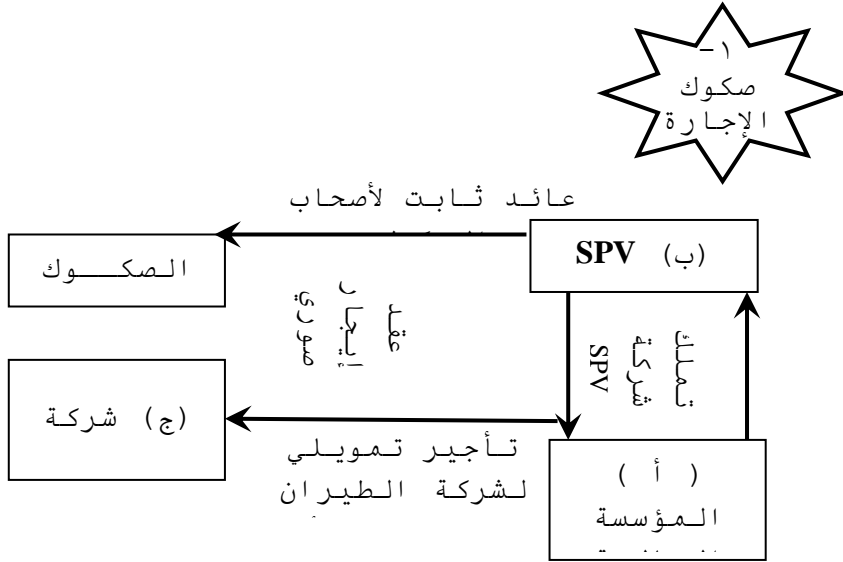 ١-
صكوك
الإجارة
عائد ثابت لأصحاب
(ب) SPV
الصكوك
عقد
إيجار
صوري
تملك
شركة
SPV
(ج) شركة
تأجير تمويلي
لشركة الطيران
( أ )
المؤسسة